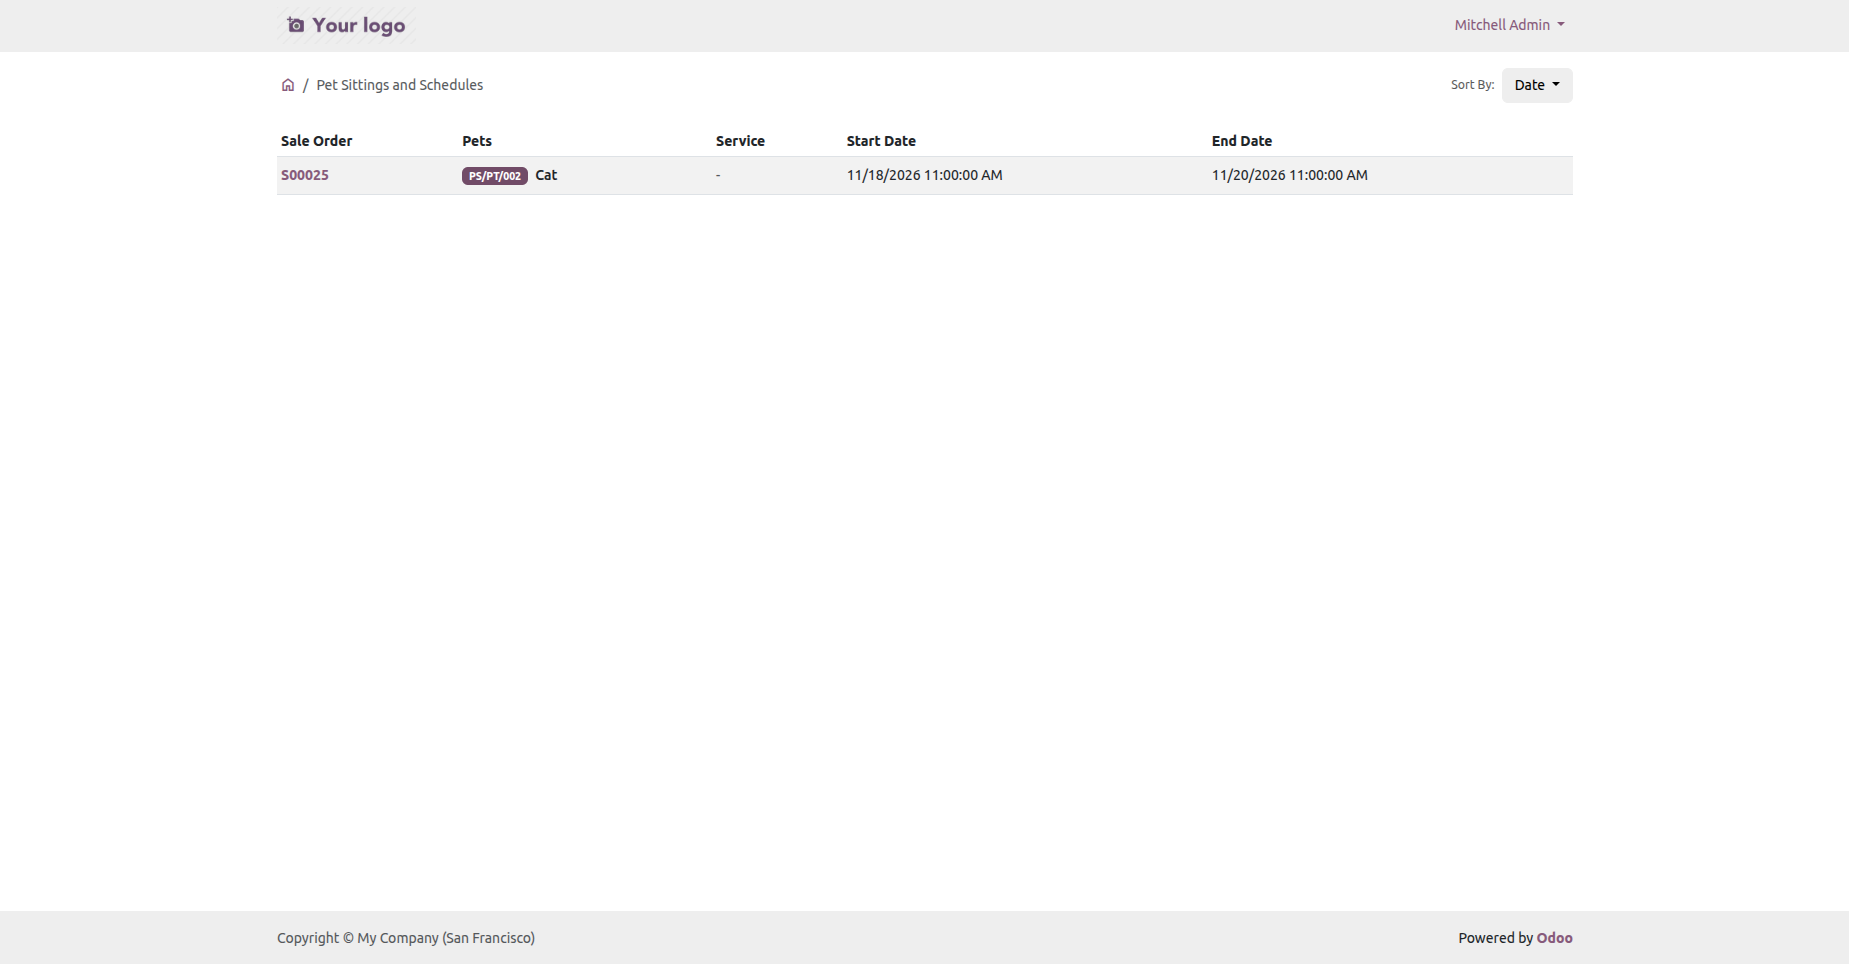 Your logo
Mitchell Admin
/ Pet Sittings and Schedules
Sort By: Date
Sale Order Pets Service Start Date End Date
S00025 PS/PT/002 Cat - 11/18/2026 11:00:00 AM 11/20/2026 11:00:00 AM
Copyright © My Company (San Francisco)
Powered by Odoo